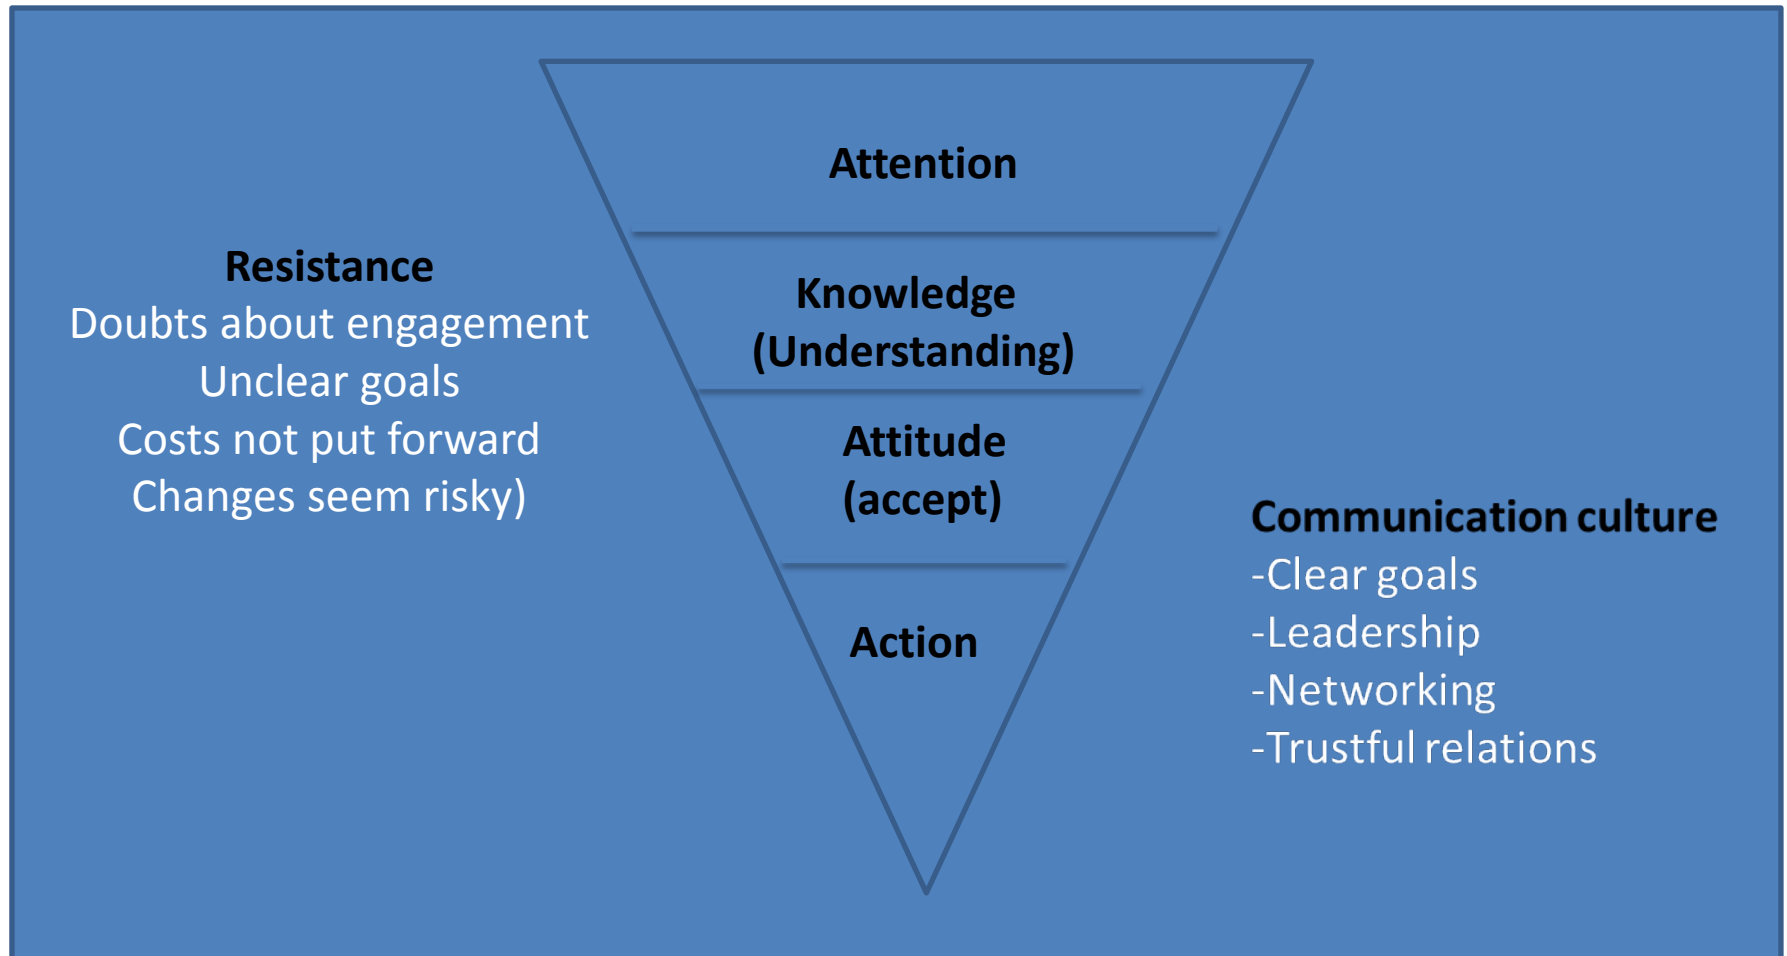 Attention
Knowledge
(Understanding)
Attitude
(accept)
Action
Resistance
Doubts about engagement
Unclear goals
Costs not put forward
Changes seem risky)
Communication culture
-Clear goals
-Leadership
-Networking
-Trustful relations